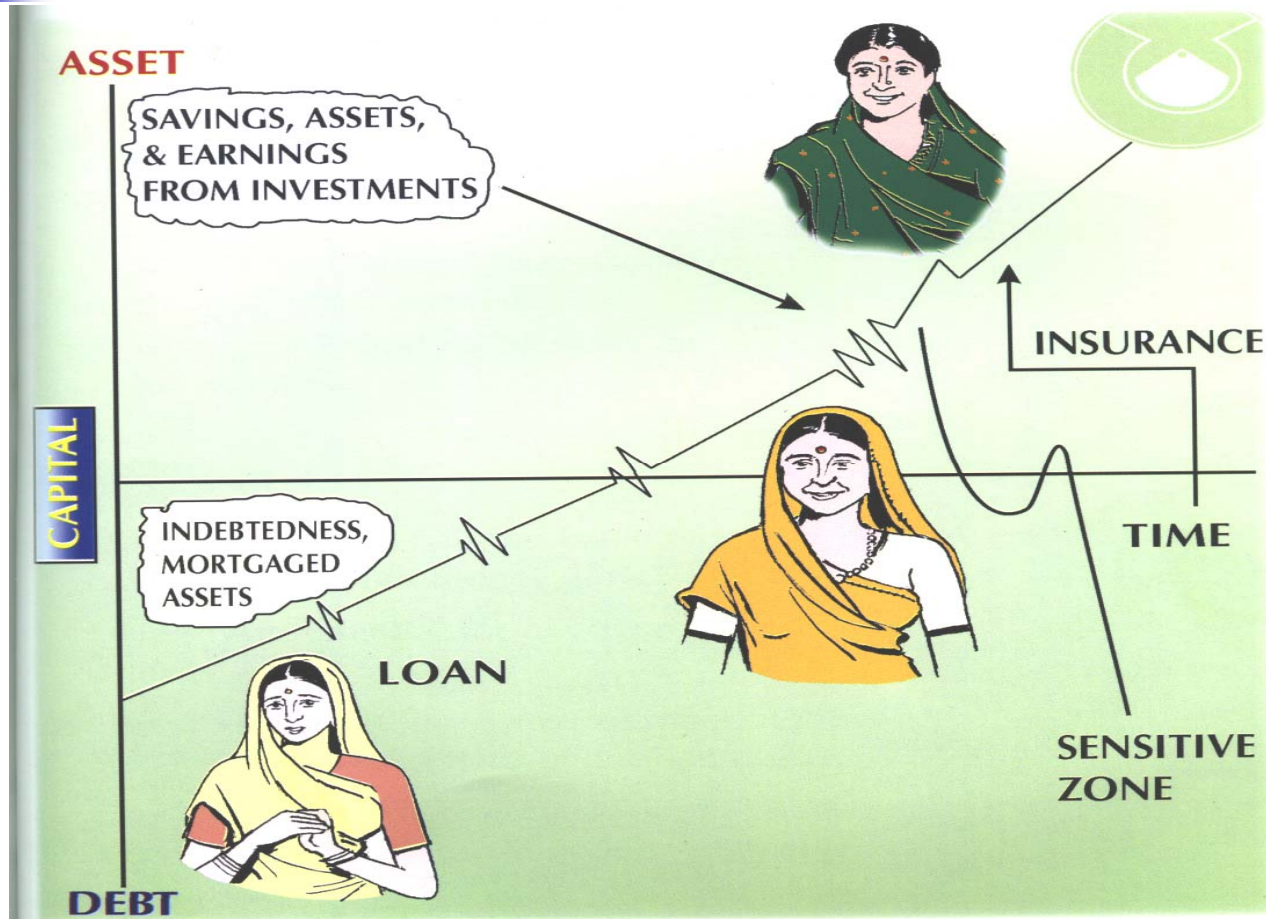 ASSET
SAVINGS, ASSETS,
& EARNINGS
FROM INVESTMENTS
INSURANCE
CAPITAL
INDEBTEDNESS,
MORTGAGED
ASSETS
TIME
LOAN
SENSITIVE
ZONE
DEBT